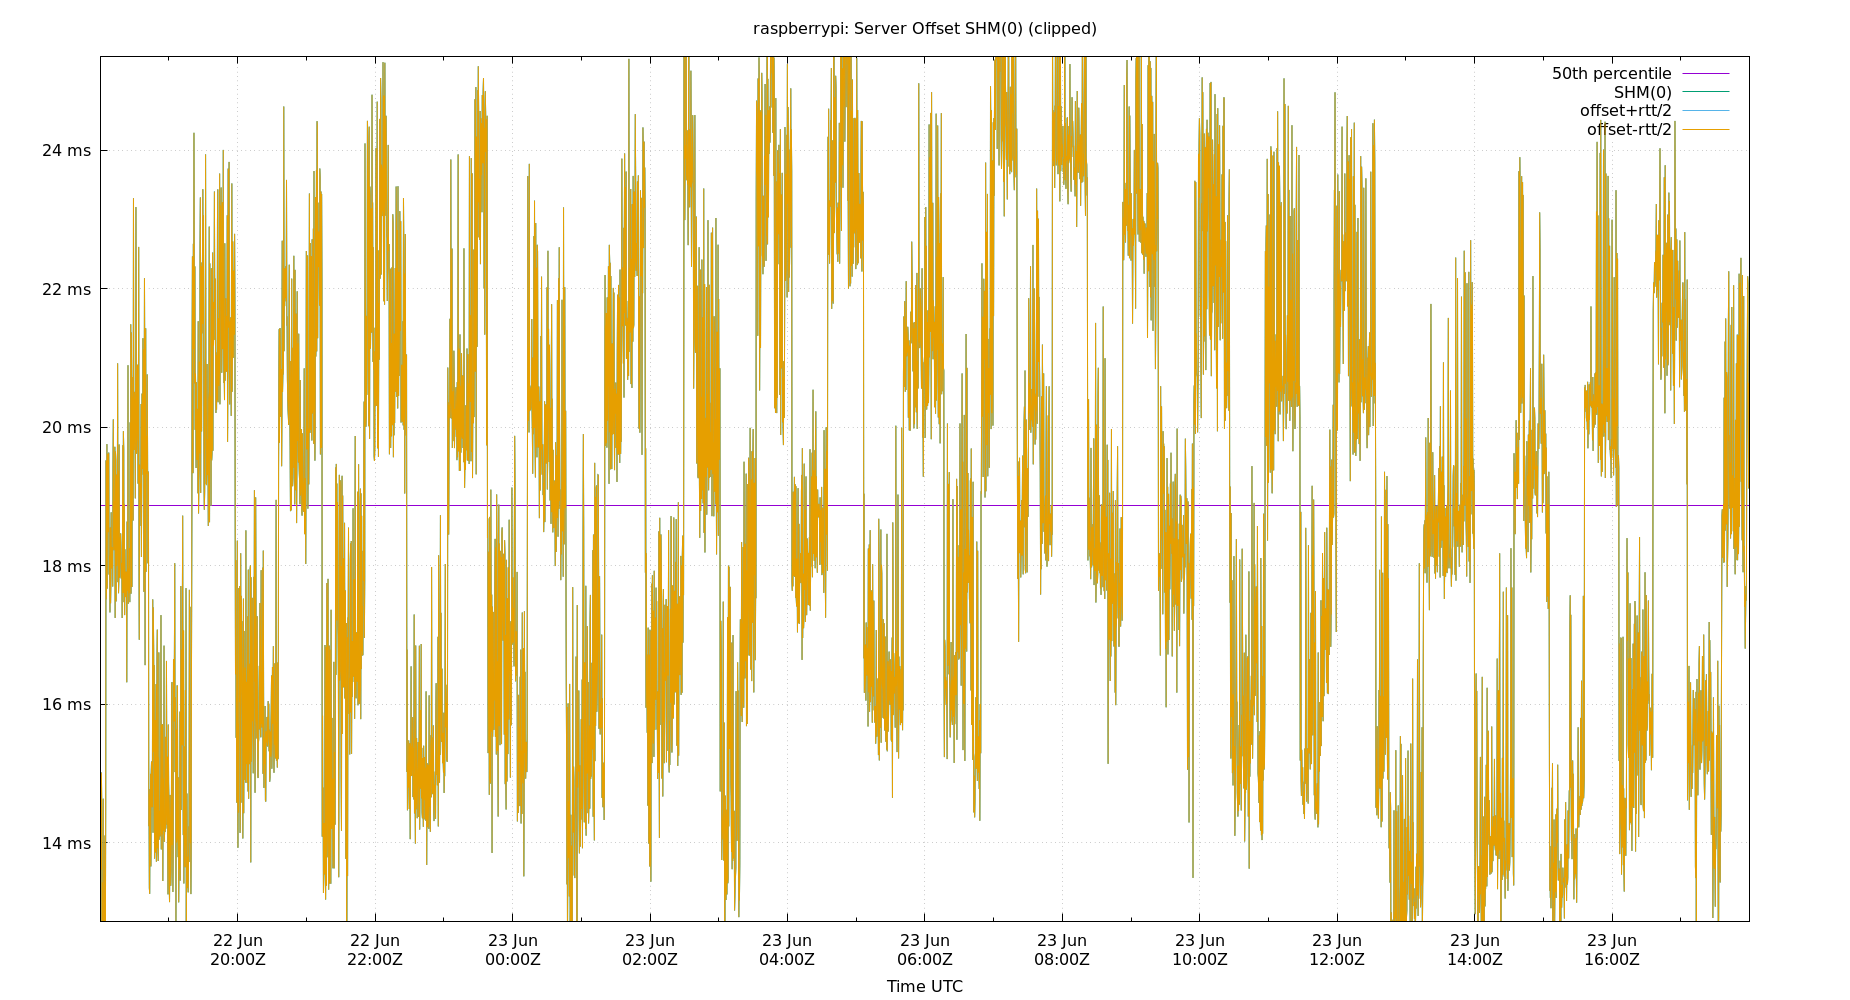 raspberrypi: Server Offset SHM(0) (clipped)
50th percentile
SHM(0)
offset+rtt/2
offset-rtt/2
24 ms
22 ms
20 ms
18 ms
16 ms
14 ms
22 Jun 22 Jun 23 Jun 23 Jun 23 Jun 23 Jun 23 Jun 23 Jun 23 Jun 23 Jun 23 Jun
20:00Z 22:00Z 00:00Z 02:00Z 04:00Z 06:00Z 08:00Z 10:00Z 12:00Z 14:00Z 16:00Z
Time UTC